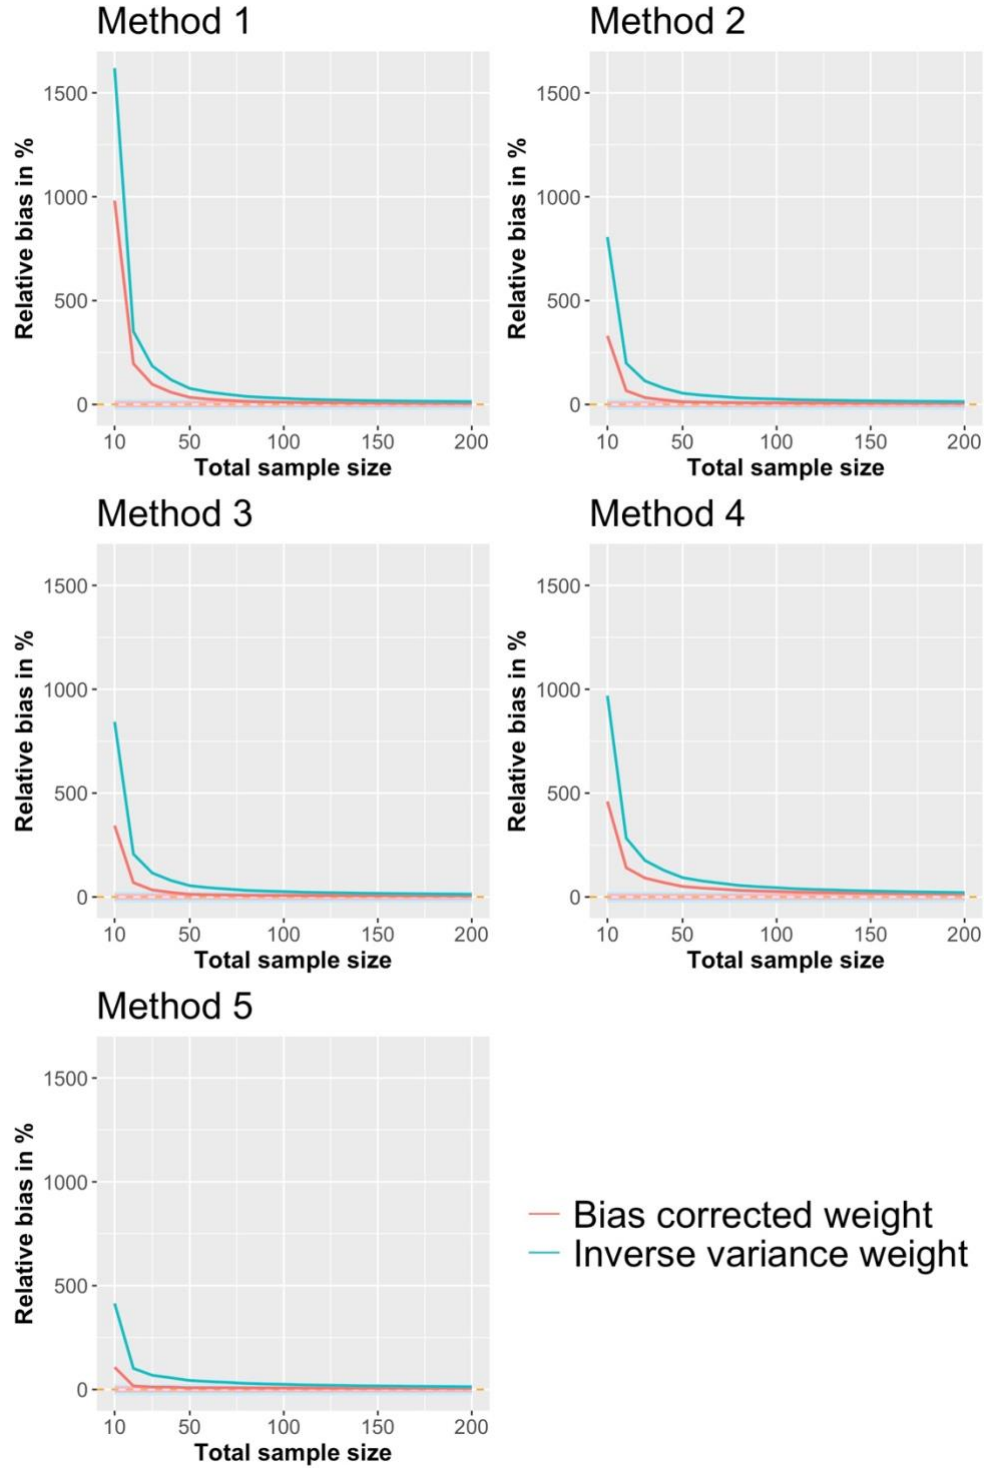 Method 1
Relative bias in %
1500
1000
500
0
10 50 100 150 200
Total sample size
Method 2
Relative bias in %
1500
1000
500
0
10 50 100 150 200
Total sample size
Method 3
Relative bias in %
1500
1000
500
0
10 50 100 150 200
Total sample size
Method 4
Relative bias in %
1500
1000
500
0
10 50 100 150 200
Total sample size
Method 5
Relative bias in %
1500
1000
500
0
10 50 100 150 200
Total sample size
Bias corrected weight
Inverse variance weight